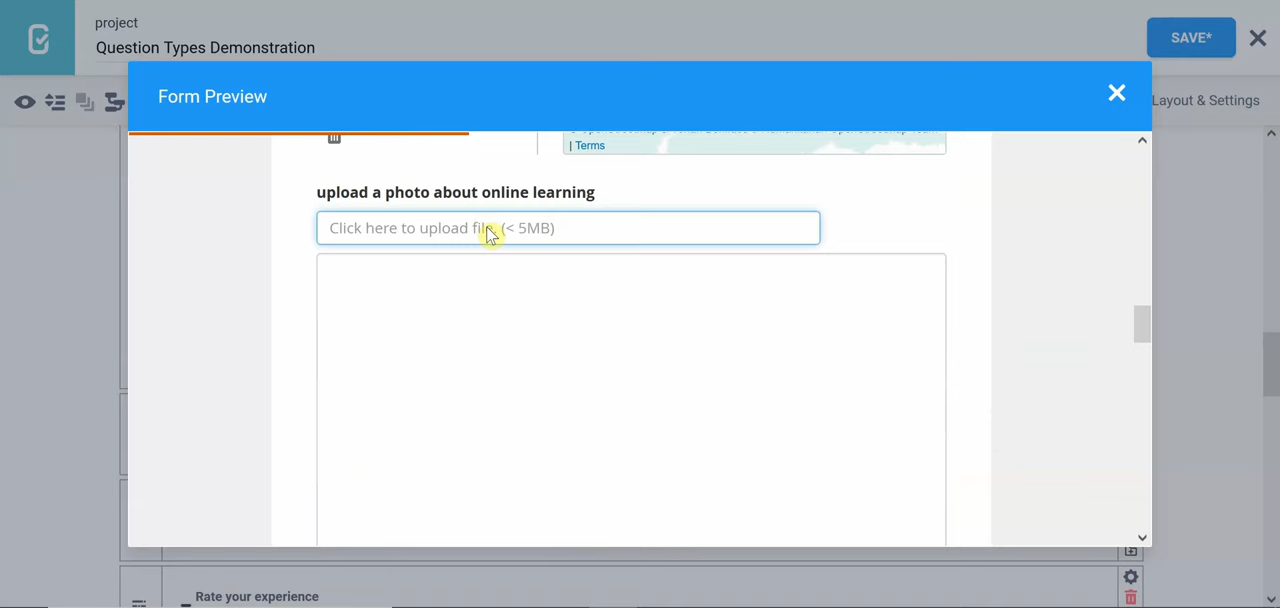 project
Question Types Demonstration
SAVE*
Layout & Settings
Form Preview
| Terms
upload a photo about online learning
Click here to upload file. (< 5MB)
Rate your experience